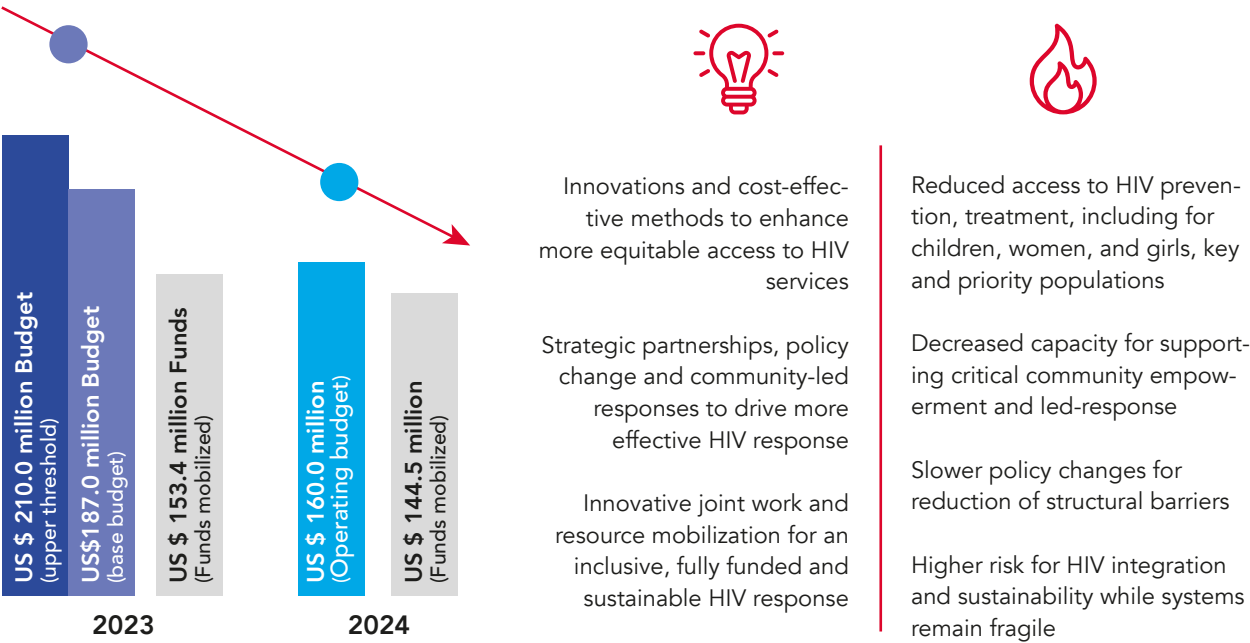 US $ 210.0 million Budget
(upper threshold)
US$187.0 million Budget
(base budget)
US $ 153.4 million Funds
(Funds mobilized)
US $ 160.0 million
(Operating budget)
US $ 144.5 million
(Funds mobilized)
2023
2024
Innovations and cost-effec-
tive methods to enhance
more equitable access to HIV
services
Strategic partnerships, policy
change and community-led
responses to drive more
effective HIV response
Innovative joint work and
resource mobilization for an
inclusive, fully funded and
sustainable HIV response
Reduced access to HIV preven-
tion, treatment, including for
children, women, and girls, key
and priority populations
Decreased capacity for support-
ing critical community empow-
erment and led-response
Slower policy changes for
reduction of structural barriers
Higher risk for HIV integration
and sustainability while systems
remain fragile